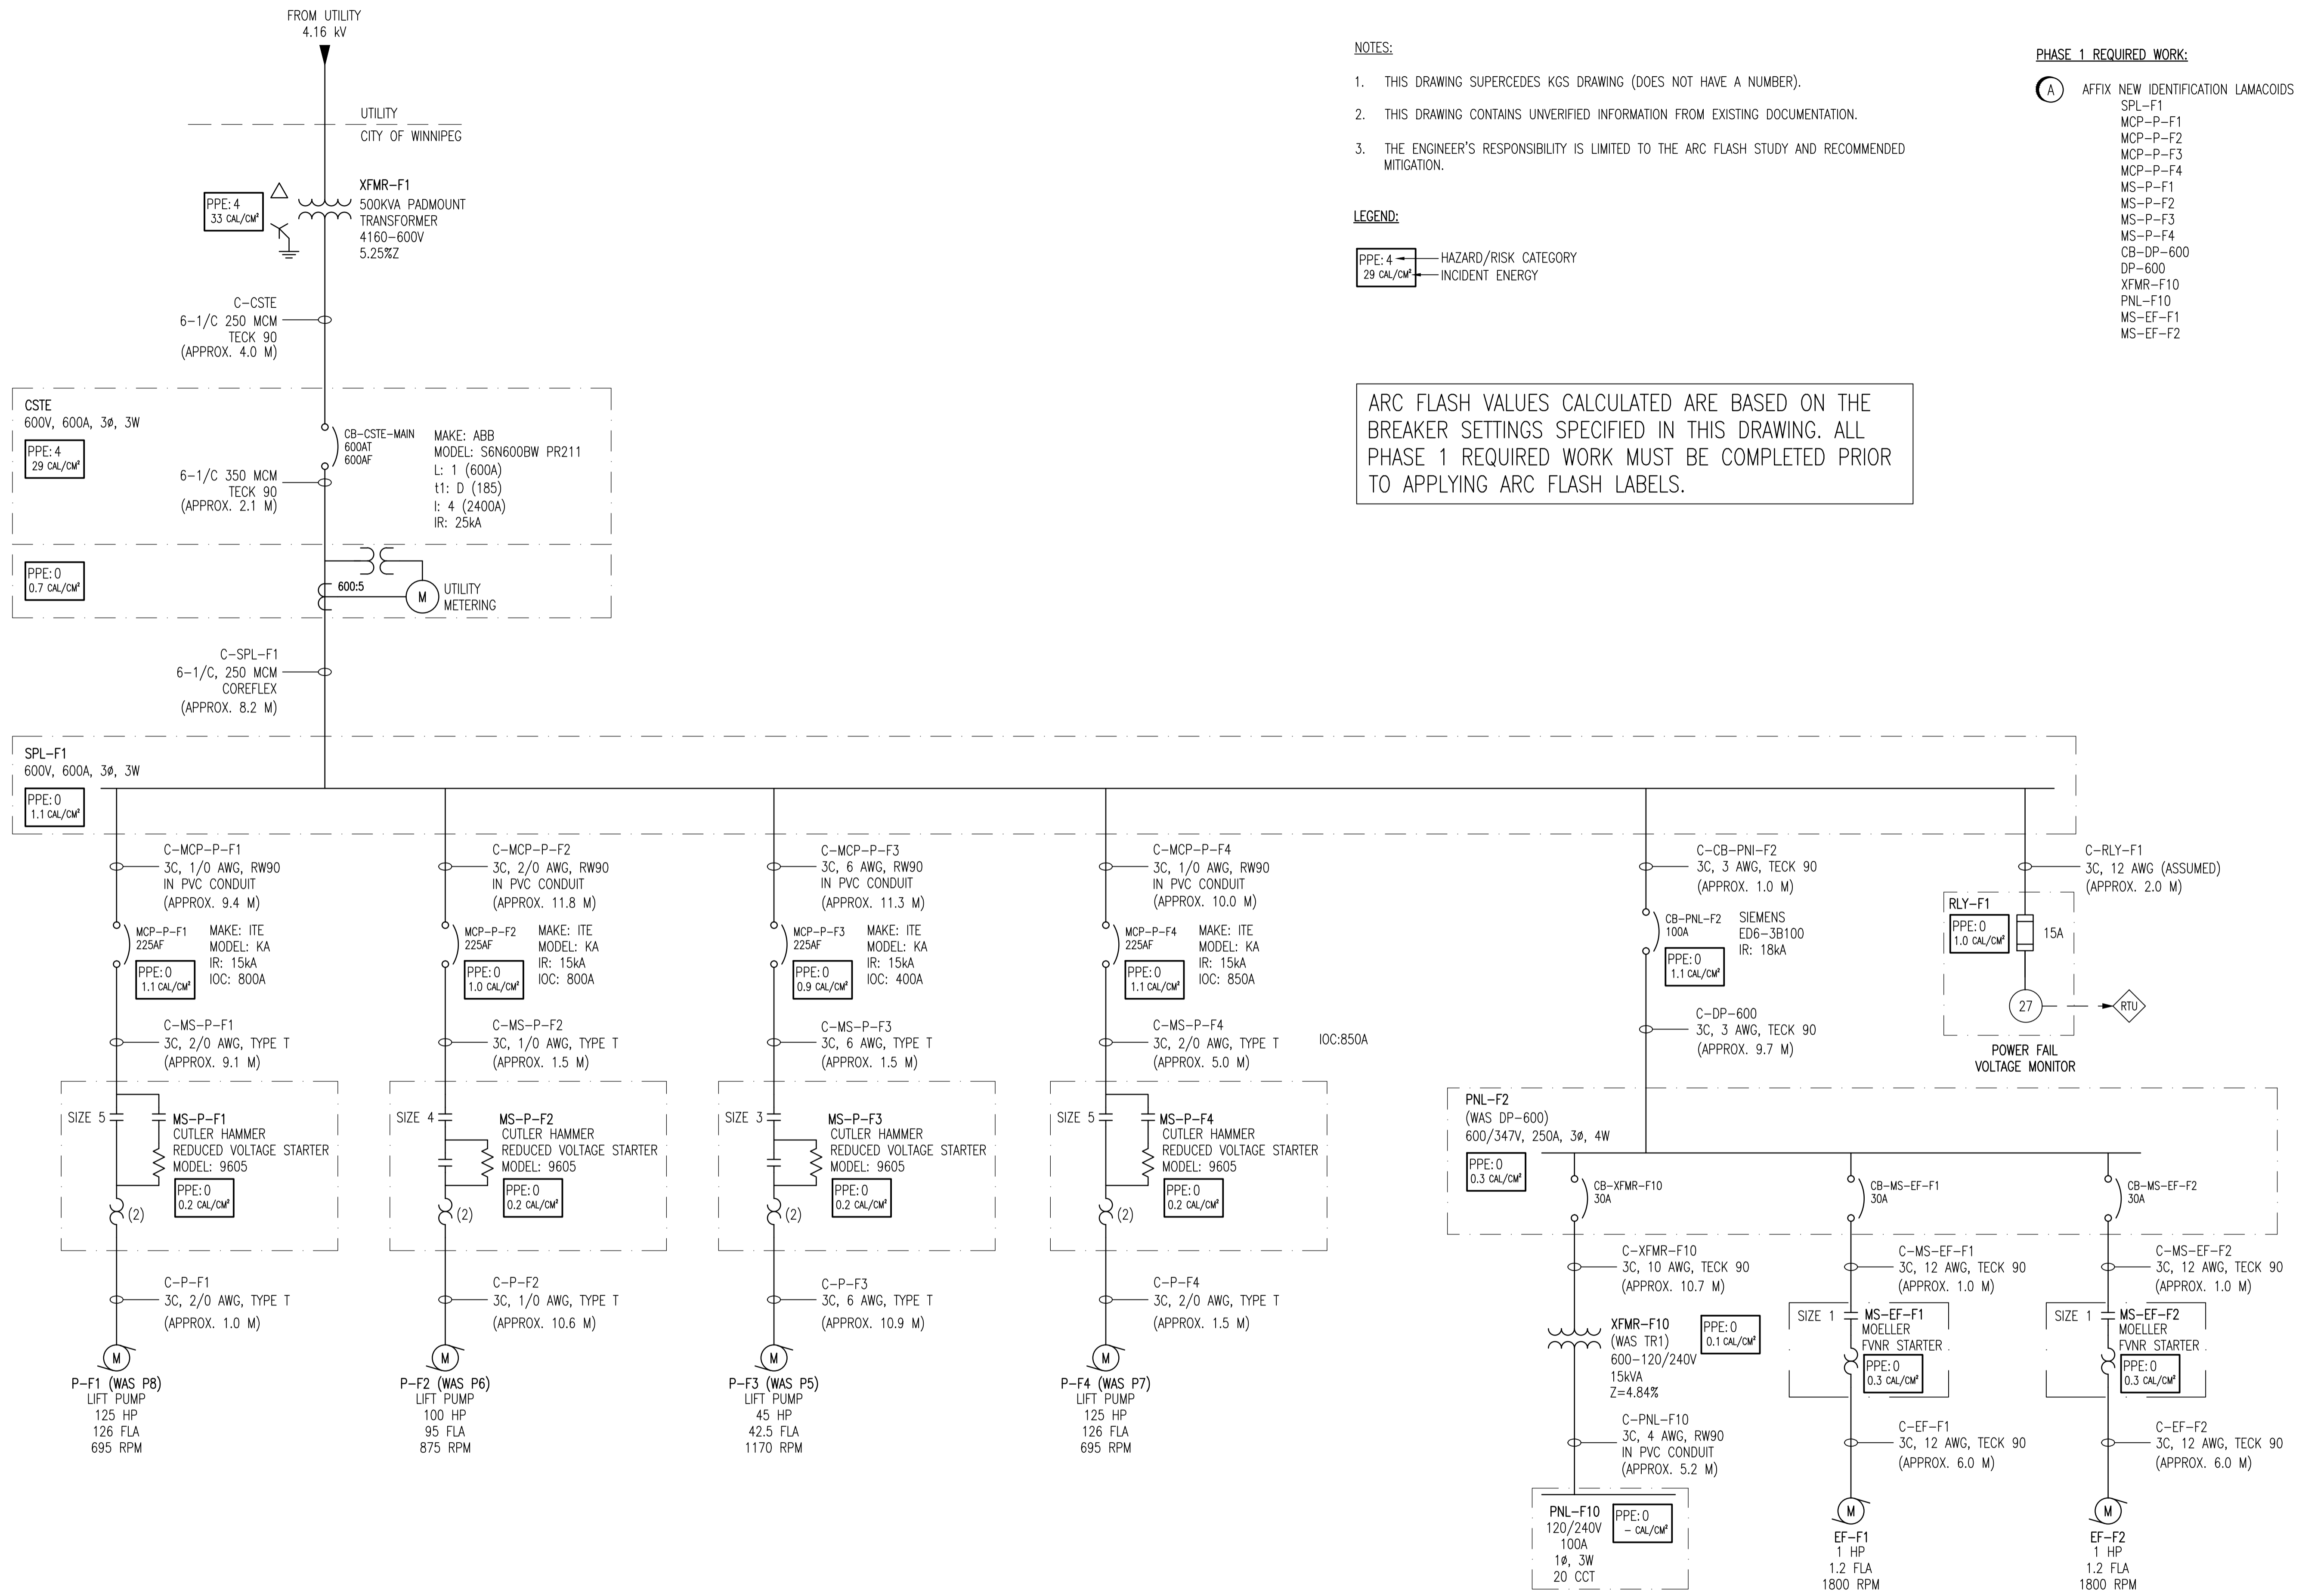 FROM UTILITY
4.16 kV
UTILITY
CITY OF WINNIPEG
PPE: 4
33 CAL/CM²
XFMR-F1
500KVA PADMOUNT
TRANSFORMER
4160-600V
5.25%Z
C-CSTE
6-1/C 250 MCM
TECK 90
(APPROX. 4.0 M)
CSTE
600V, 600A, 3ø, 3W
PPE: 4
29 CAL/CM²
CB-CSTE-MAIN
600AT
600AF
MAKE: ABB
MODEL: S6N600BW PR211
L: 1 (600A)
t1: D (185)
I: 4 (2400A)
IR: 25kA
6-1/C 350 MCM
TECK 90
(APPROX. 2.1 M)
PPE: 0
0.7 CAL/CM²
600:5
M
UTILITY
METERING
C-SPL-F1
6-1/C, 250 MCM
COREFLEX
(APPROX. 8.2 M)
NOTES:
1. THIS DRAWING SUPERCEDES KGS DRAWING (DOES NOT HAVE A NUMBER).
2. THIS DRAWING CONTAINS UNVERIFIED INFORMATION FROM EXISTING DOCUMENTATION.
3. THE ENGINEER'S RESPONSIBILITY IS LIMITED TO THE ARC FLASH STUDY AND RECOMMENDED
MITIGATION.
LEGEND:
PPE: 4
29 CAL/CM²
HAZARD/RISK CATEGORY
INCIDENT ENERGY
ARC FLASH VALUES CALCULATED ARE BASED ON THE
BREAKER SETTINGS SPECIFIED IN THIS DRAWING. ALL
PHASE 1 REQUIRED WORK MUST BE COMPLETED PRIOR
TO APPLYING ARC FLASH LABELS.
PHASE 1 REQUIRED WORK:
A AFFIX NEW IDENTIFICATION LAMACOIDS
SPL-F1
MCP-P-F1
MCP-P-F2
MCP-P-F3
MCP-P-F4
MS-P-F1
MS-P-F2
MS-P-F3
MS-P-F4
CB-DP-600
DP-600
XFMR-F10
PNL-F10
MS-EF-F1
MS-EF-F2
SPL-F1
600V, 600A, 3ø, 3W
PPE: 0
1.1 CAL/CM²
C-MCP-P-F1
3C, 1/0 AWG, RW90
IN PVC CONDUIT
(APPROX. 9.4 M)
MCP-P-F1
225AF
MAKE: ITE
MODEL: KA
IR: 15kA
IOC: 800A
PPE: 0
1.1 CAL/CM²
C-MS-P-F1
3C, 2/0 AWG, TYPE T
(APPROX. 9.1 M)
SIZE 5
MS-P-F1
CUTLER HAMMER
REDUCED VOLTAGE STARTER
MODEL: 9605
PPE: 0
0.2 CAL/CM²
(2)
C-P-F1
3C, 2/0 AWG, TYPE T
(APPROX. 1.0 M)
M
P-F1 (WAS P8)
LIFT PUMP
125 HP
126 FLA
695 RPM
C-MCP-P-F2
3C, 2/0 AWG, RW90
IN PVC CONDUIT
(APPROX. 11.8 M)
MCP-P-F2
225AF
MAKE: ITE
MODEL: KA
IR: 15kA
IOC: 800A
PPE: 0
1.0 CAL/CM²
C-MS-P-F2
3C, 1/0 AWG, TYPE T
(APPROX. 1.5 M)
SIZE 4
MS-P-F2
CUTLER HAMMER
REDUCED VOLTAGE STARTER
MODEL: 9605
PPE: 0
0.2 CAL/CM²
(2)
C-P-F2
3C, 1/0 AWG, TYPE T
(APPROX. 10.6 M)
M
P-F2 (WAS P6)
LIFT PUMP
100 HP
95 FLA
875 RPM
C-MCP-P-F3
3C, 6 AWG, RW90
IN PVC CONDUIT
(APPROX. 11.3 M)
MCP-P-F3
225AF
MAKE: ITE
MODEL: KA
IR: 15kA
IOC: 400A
PPE: 0
0.9 CAL/CM²
C-MS-P-F3
3C, 6 AWG, TYPE T
(APPROX. 1.5 M)
SIZE 3
MS-P-F3
CUTLER HAMMER
REDUCED VOLTAGE STARTER
MODEL: 9605
PPE: 0
0.2 CAL/CM²
(2)
C-P-F3
3C, 6 AWG, TYPE T
(APPROX. 10.9 M)
M
P-F3 (WAS P5)
LIFT PUMP
45 HP
42.5 FLA
1170 RPM
C-MCP-P-F4
3C, 1/0 AWG, RW90
IN PVC CONDUIT
(APPROX. 10.0 M)
MCP-P-F4
225AF
MAKE: ITE
MODEL: KA
IR: 15kA
IOC: 850A
PPE: 0
1.1 CAL/CM²
C-MS-P-F4
3C, 2/0 AWG, TYPE T
(APPROX. 5.0 M)
IOC:850A
SIZE 5
MS-P-F4
CUTLER HAMMER
REDUCED VOLTAGE STARTER
MODEL: 9605
PPE: 0
0.2 CAL/CM²
(2)
C-P-F4
3C, 2/0 AWG, TYPE T
(APPROX. 1.5 M)
M
P-F4 (WAS P7)
LIFT PUMP
125 HP
126 FLA
695 RPM
C-CB-PNl-F2
3C, 3 AWG, TECK 90
(APPROX. 1.0 M)
CB-PNL-F2
100A
SIEMENS
ED6-3B100
IR: 18kA
PPE: 0
1.1 CAL/CM²
C-DP-600
3C, 3 AWG, TECK 90
(APPROX. 9.7 M)
C-RLY-F1
3C, 12 AWG (ASSUMED)
(APPROX. 2.0 M)
RLY-F1
PPE: 0
1.0 CAL/CM²
15A
27
RTU
POWER FAIL
VOLTAGE MONITOR
PNL-F2
(WAS DP-600)
600/347V, 250A, 3ø, 4W
PPE: 0
0.3 CAL/CM²
CB-XFMR-F10
30A
CB-MS-EF-F1
30A
CB-MS-EF-F2
30A
C-XFMR-F10
3C, 10 AWG, TECK 90
(APPROX. 10.7 M)
XFMR-F10
(WAS TR1)
600-120/240V
15kVA
Z=4.84%
PPE: 0
0.1 CAL/CM²
C-PNL-F10
3C, 4 AWG, RW90
IN PVC CONDUIT
(APPROX. 5.2 M)
PNL-F10
120/240V
100A
1ø, 3W
20 CCT
PPE: 0
- CAL/CM²
C-MS-EF-F1
3C, 12 AWG, TECK 90
(APPROX. 1.0 M)
SIZE 1
MS-EF-F1
MOELLER
FVNR STARTER
PPE: 0
0.3 CAL/CM²
C-EF-F1
3C, 12 AWG, TECK 90
(APPROX. 6.0 M)
M
EF-F1
1 HP
1.2 FLA
1800 RPM
C-MS-EF-F2
3C, 12 AWG, TECK 90
(APPROX. 1.0 M)
SIZE 1
MS-EF-F2
MOELLER
FVNR STARTER
PPE: 0
0.3 CAL/CM²
C-EF-F2
3C, 12 AWG, TECK 90
(APPROX. 6.0 M)
M
EF-F2
1 HP
1.2 FLA
1800 RPM